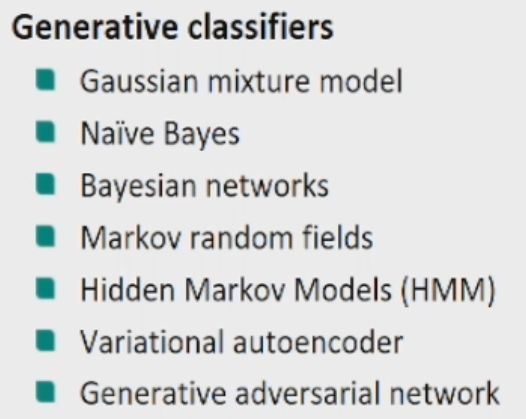 Generative classifiers
Gaussian mixture model
Naïve Bayes
Bayesian networks
Markov random fields
Hidden Markov Models (HMM)
Variational autoencoder
Generative adversarial network